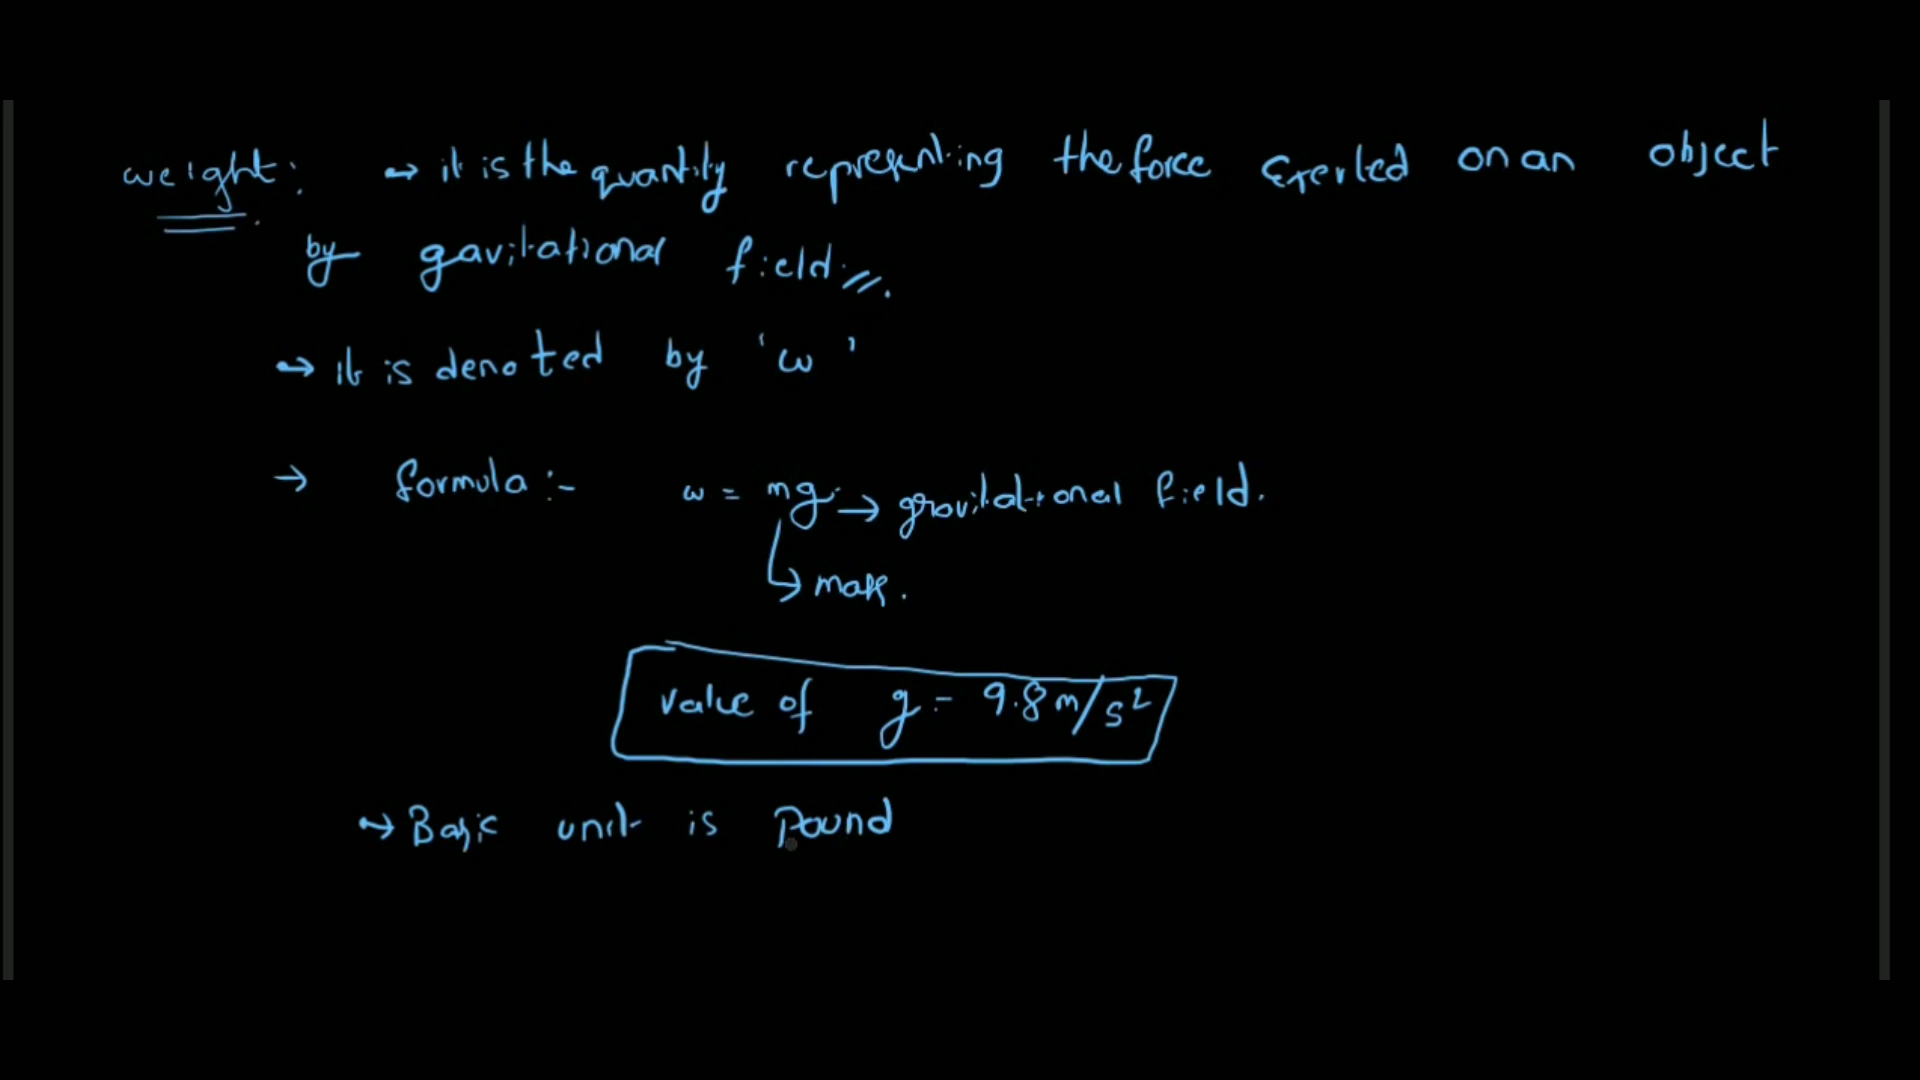 weight: → it is the quantity representing the force Exerted on an object
by gavitational field.
→ it is denoted by 'w'
→ formula :- w = mg → gravitational field.
↳ mass.
value of g = 9.8 m/s²
→ Basic unit is Pound